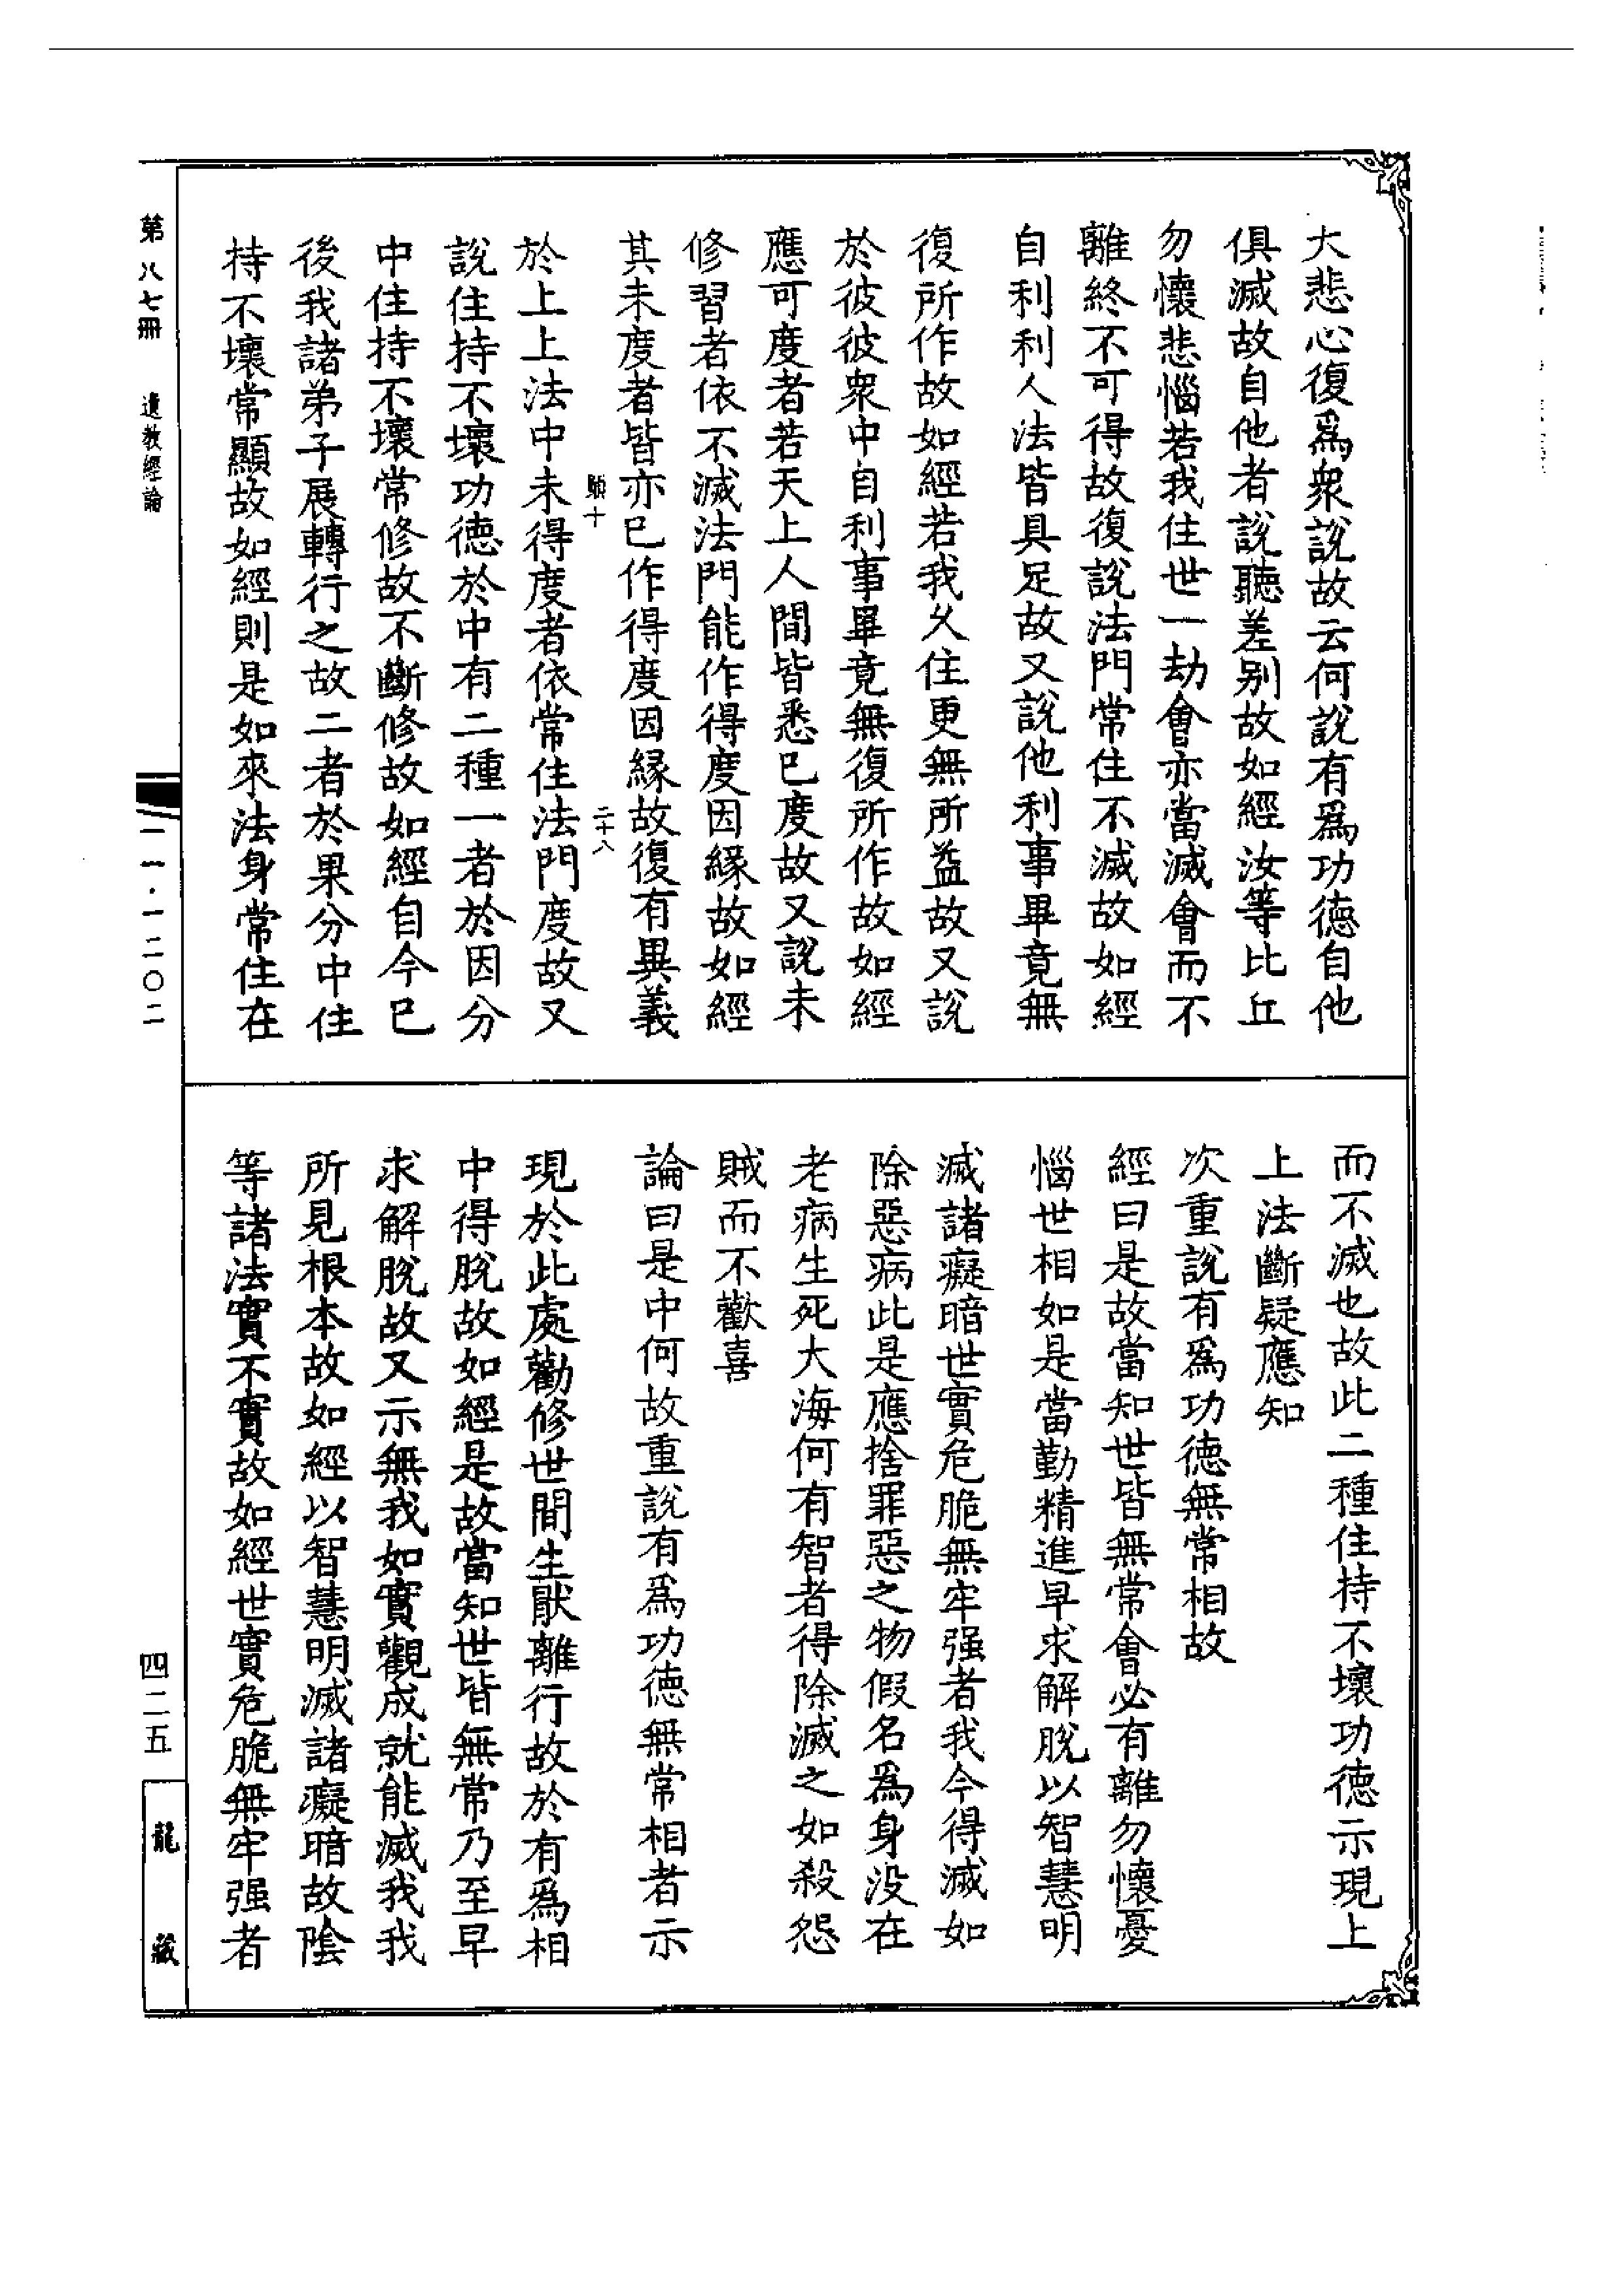 大悲心復爲衆說故云何說有爲功德自他
俱滅故自他者說聽差别故如經汝等比丘
勿懷悲惱若我住世一劫會亦當滅會而不
離終不可得故復說法門常住不滅故如經
自利利人法皆具足故又說他利事畢竟無
復所作故如經若我久住更無所益故又說
於彼彼衆中自利事畢竟無復所作故如經
應可度者若天上人間皆悉已度故又說未
修習者依不滅法門能作得度因緣故如經
其未度者皆亦已作得度因緣故復有異義
二十八
於上上法中未得度者依常住法門度故又
說住持不壞功德於中有二種一者於因分
中住持不壞常修故不斷修故如經自今已
後我諸弟子展轉行之故二者於果分中住
持不壞常顯故如經則是如來法身常住在
而不滅也故此二種住持不壞功德示現上
上法斷疑應知
次重說有爲功德無常相故
經曰是故當知世皆無常會必有離勿懷憂
惱世相如是當勤精進早求解脫以智慧明
滅諸癡暗世實危脆無牢强者我今得滅如
除惡病此是應捨罪惡之物假名爲身没在
老病生死大海何有智者得除滅之如殺怨
賊而不歡喜
論曰是中何故重說有爲功德無常相者示
現於此處勸修世間生猒離行故於有爲相
中得脫故如經是故當知世皆無常乃至早
求解脫故又示無我如實觀成就能滅我我
所見根本故如經以智慧明滅諸癡暗故陰
等諸法實不實故如經世實危脆無牢强者
第八七冊 遺教經論
一一·一二〇二
四二五
龍藏